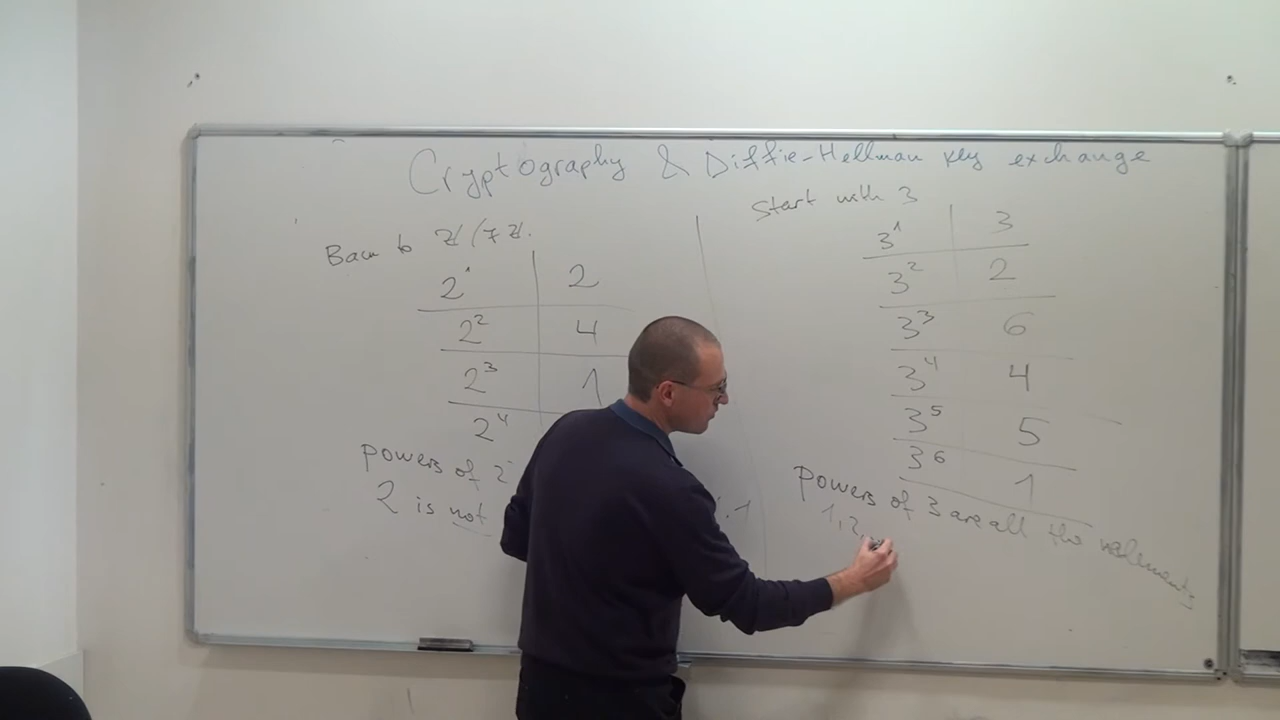 Cryptography & Diffie-Hellman key exchange
Back to ℤ/7ℤ.
2¹ 2
2² 4
2³ 1
2⁴
powers of 2
2 is not
Start with 3
3¹ 3
3² 2
3³ 6
3⁴ 4
3⁵ 5
3⁶ 1
Powers of 3 are all the elements
1, 2,